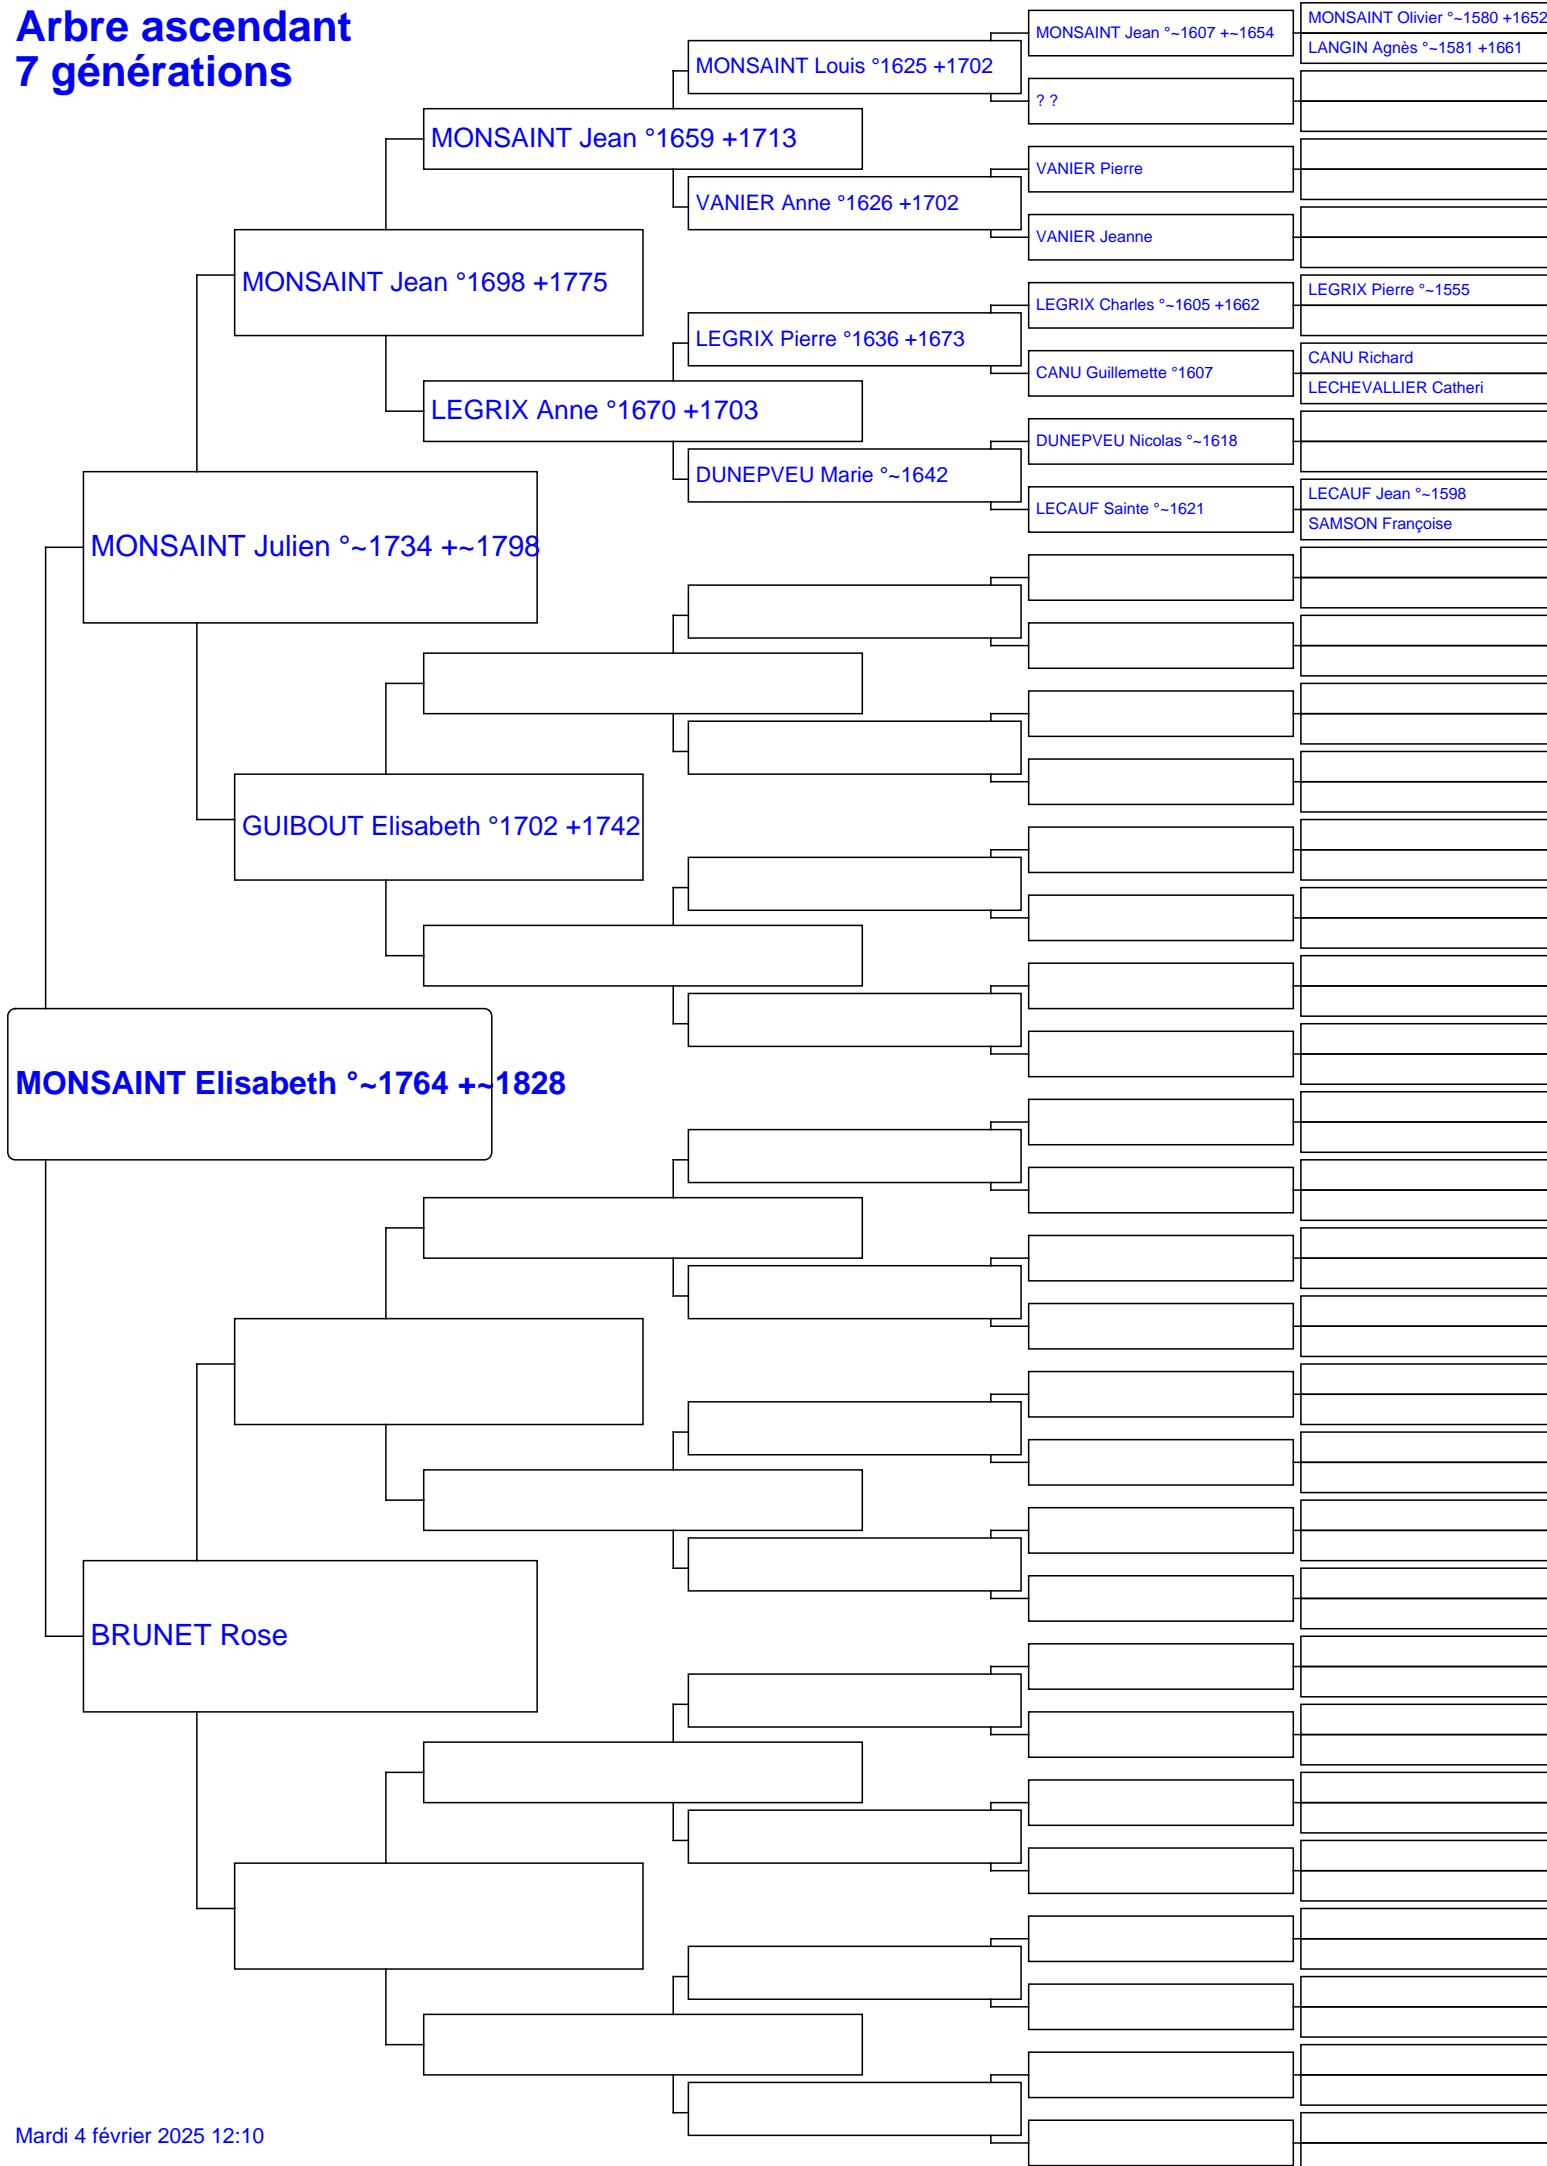 Arbre ascendant
7 générations
MONSAINT Olivier °~1580 +1652
MONSAINT Jean °~1607 +~1654
LANGIN Agnès °~1581 +1661
MONSAINT Louis °1625 +1702
? ?
MONSAINT Jean °1659 +1713
VANIER Pierre
VANIER Anne °1626 +1702
VANIER Jeanne
MONSAINT Jean °1698 +1775
LEGRIX Pierre °~1555
LEGRIX Charles °~1605 +1662
LEGRIX Pierre °1636 +1673
CANU Richard
CANU Guillemette °1607
LECHEVALLIER Catheri
LEGRIX Anne °1670 +1703
DUNEPVEU Nicolas °~1618
DUNEPVEU Marie °~1642
LECAUF Jean °~1598
LECAUF Sainte °~1621
SAMSON Françoise
MONSAINT Julien °~1734 +~1798
GUIBOUT Elisabeth °1702 +1742
MONSAINT Elisabeth °~1764 +~1828
BRUNET Rose
Mardi 4 février 2025 12:10